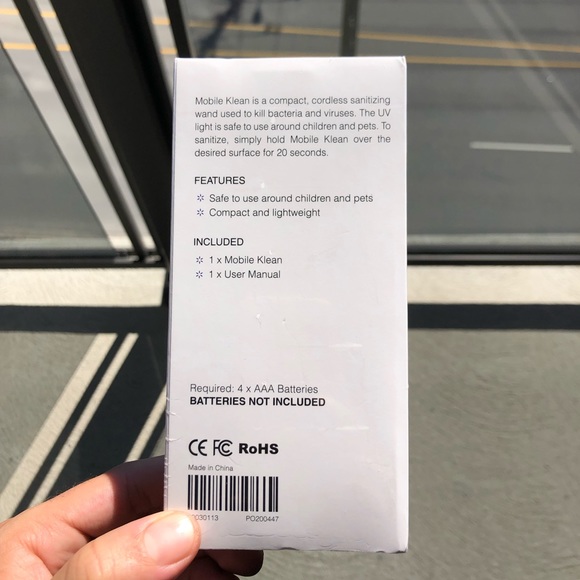 Mobile Klean is a compact, cordless sanitizing
wand used to kill bacteria and viruses. The UV
light is safe to use around children and pets. To
sanitize, simply hold Mobile Klean over the
desired surface for 20 seconds.
FEATURES
Safe to use around children and pets
Compact and lightweight
INCLUDED
1 x Mobile Klean
1 x User Manual
Required: 4 x AAA Batteries
BATTERIES NOT INCLUDED
CE FC RoHS
Made in China
PO200447